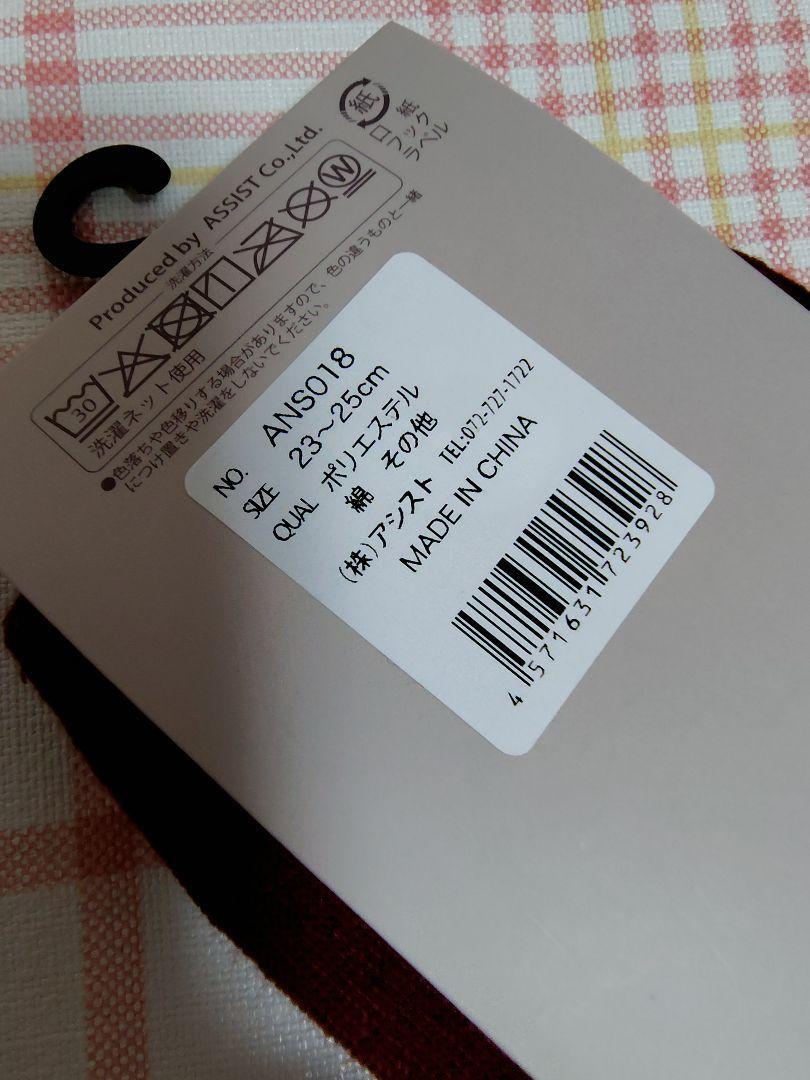 紙
紙
口フック
ラベル
Produced by ASSIST Co.,Ltd.
洗濯方法
30
W
洗濯ネット使用
●色落ちや色移りする場合がありますので、色の違うものと一緒
につけ置きや洗濯をしないでください。
NO. ANS018
SIZE 23〜25cm
QUAL ポリエステル
綿 その他
(株)アシスト TEL:072-727-1722
MADE IN CHINA
4 571631 723928